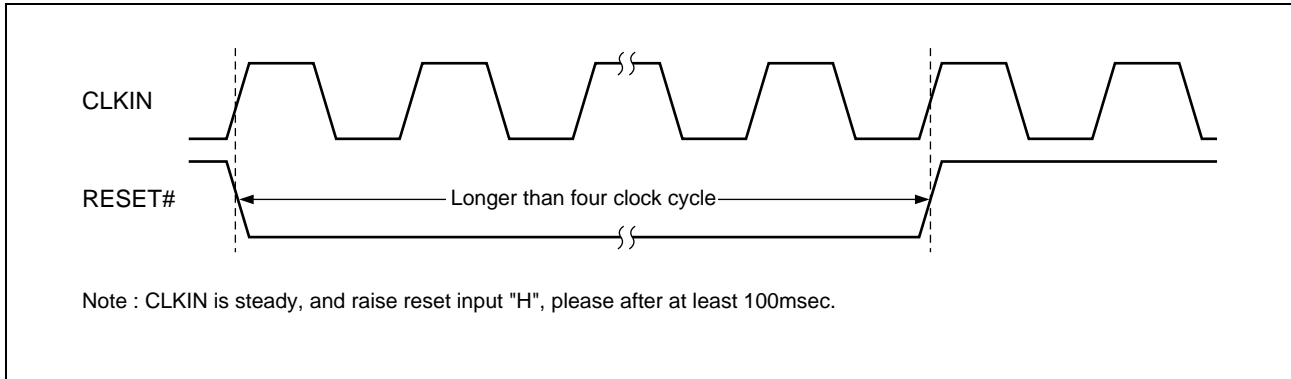 CLKIN
RESET#
Longer than four clock cycle
Note : CLKIN is steady, and raise reset input "H", please after at least 100msec.